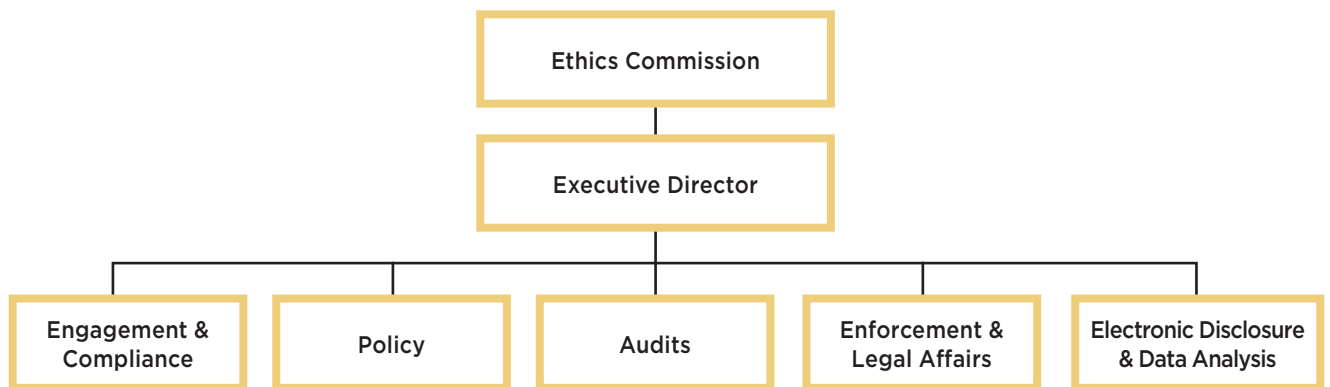 Ethics Commission
Executive Director
Engagement &
Compliance
Policy
Audits
Enforcement &
Legal Affairs
Electronic Disclosure
& Data Analysis